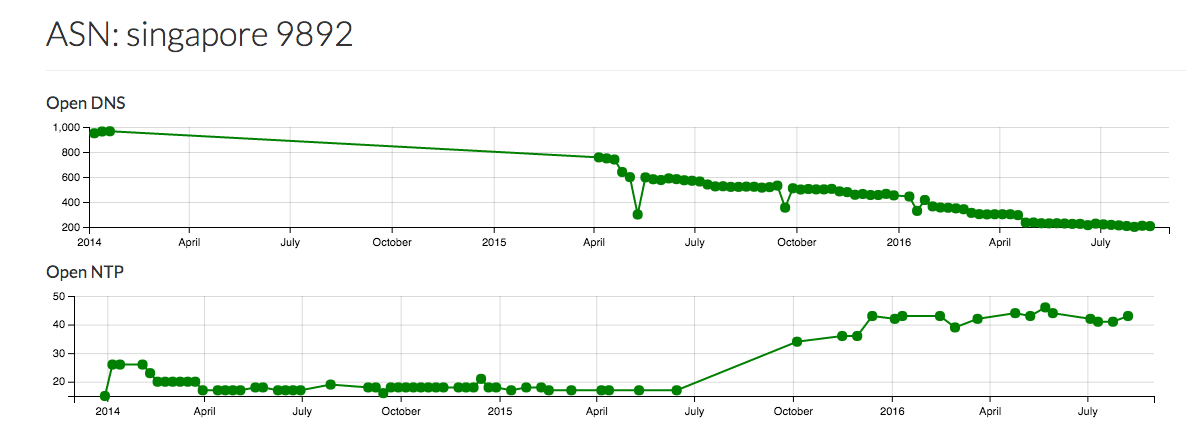 ASN: singapore 9892
Open DNS
1,000
800
600
400
200
2014 April July October 2015 April July October 2016 April July
Open NTP
50
40
30
20
2014 April July October 2015 April July October 2016 April July